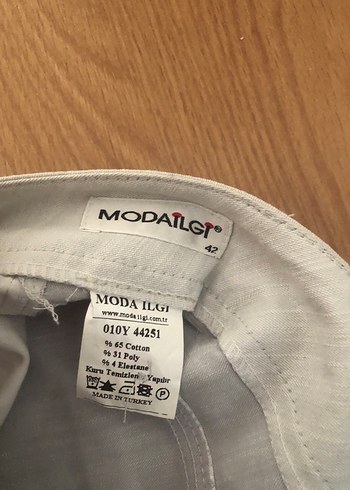 MODAILGI®
42
MODA ILGI
www.modailgi.com.tr
010Y 44251
% 65 Cotton
% 31 Poly
% 4 Elestane
Kuru Temizleme Yapılır
P
MADE IN TURKEY